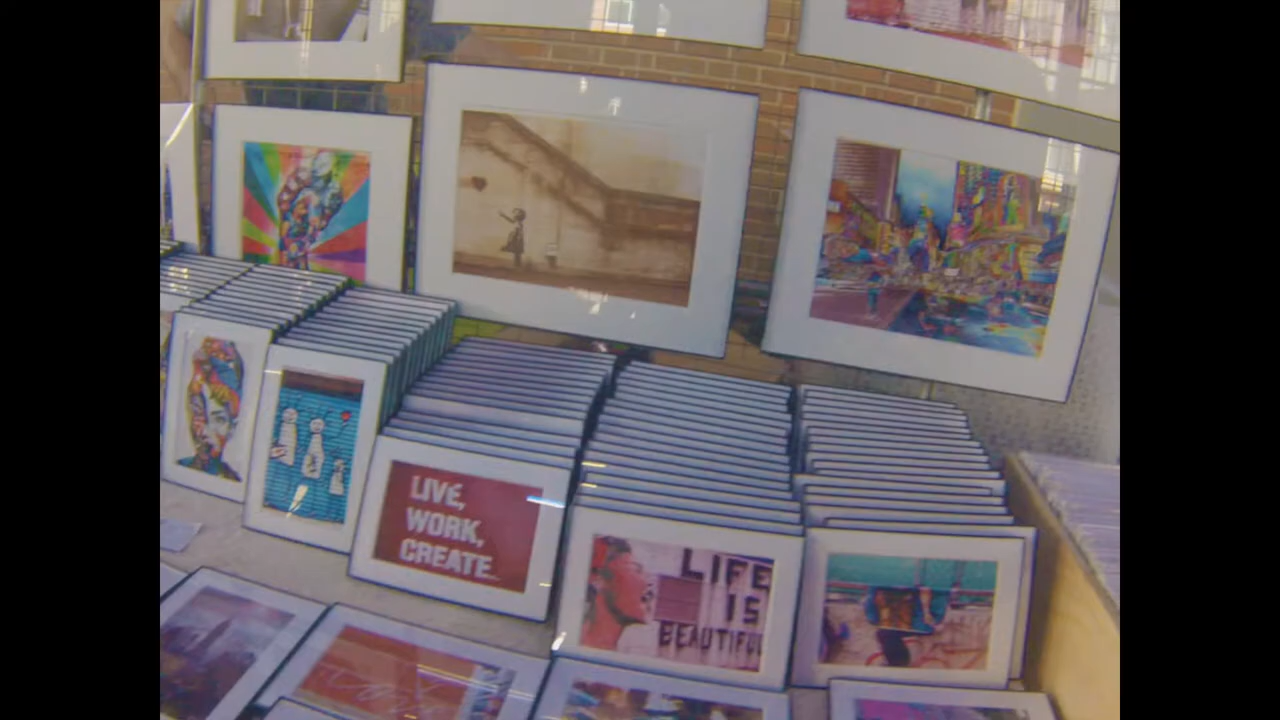 LIVE,
WORK,
CREATE.
LIFE
IS
BEAUTIFUL